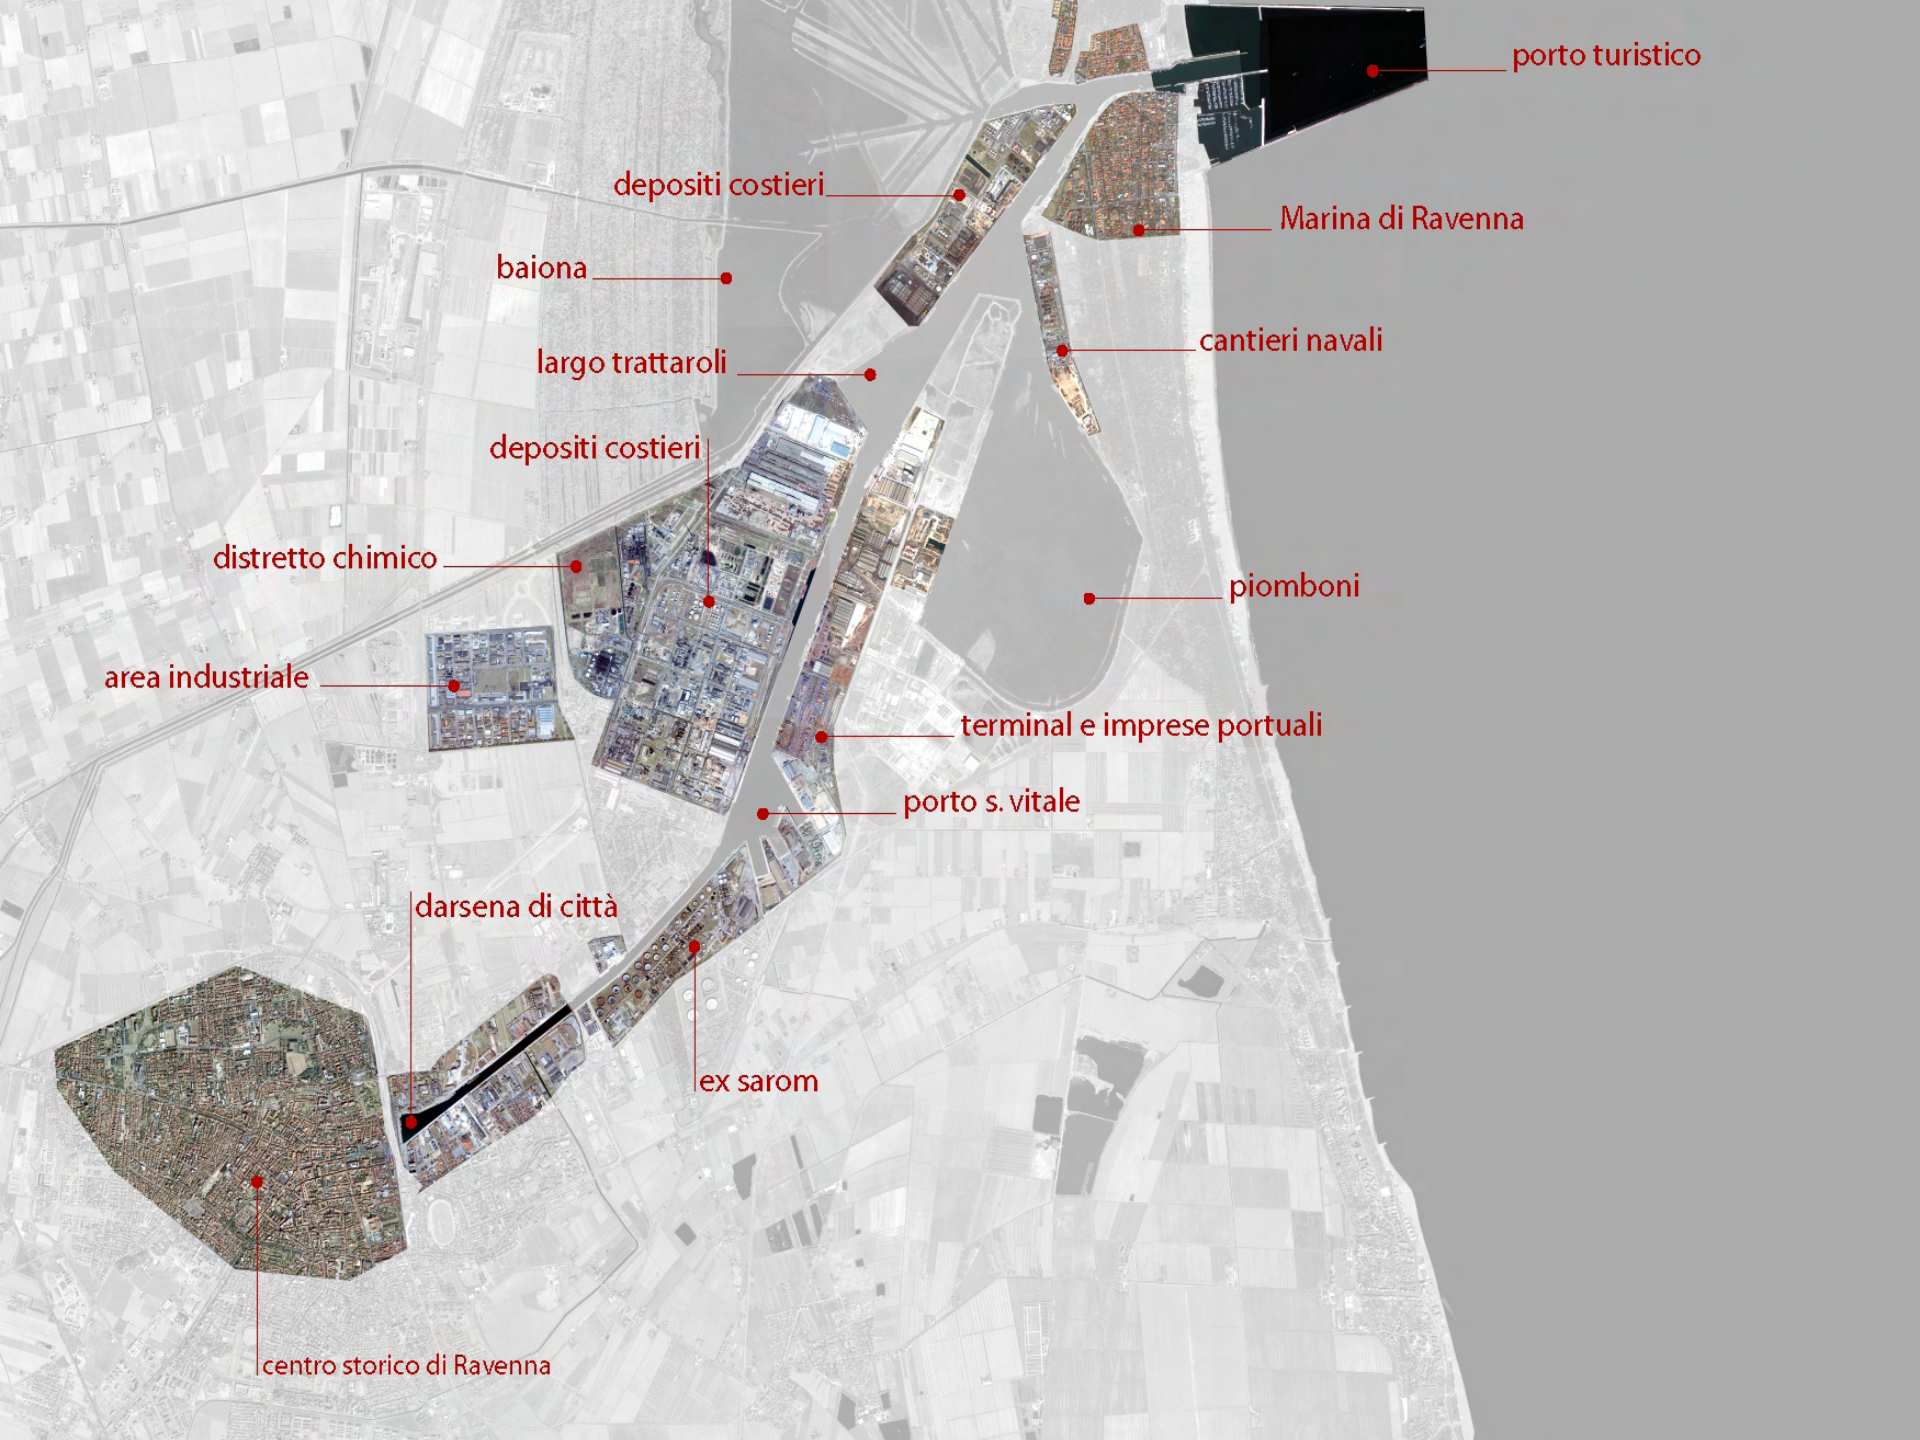 porto turistico
depositi costieri
Marina di Ravenna
baiona
cantieri navali
largo trattaroli
depositi costieri
distretto chimico
piomboni
area industriale
terminal e imprese portuali
porto s. vitale
darsena di città
ex sarom
centro storico di Ravenna